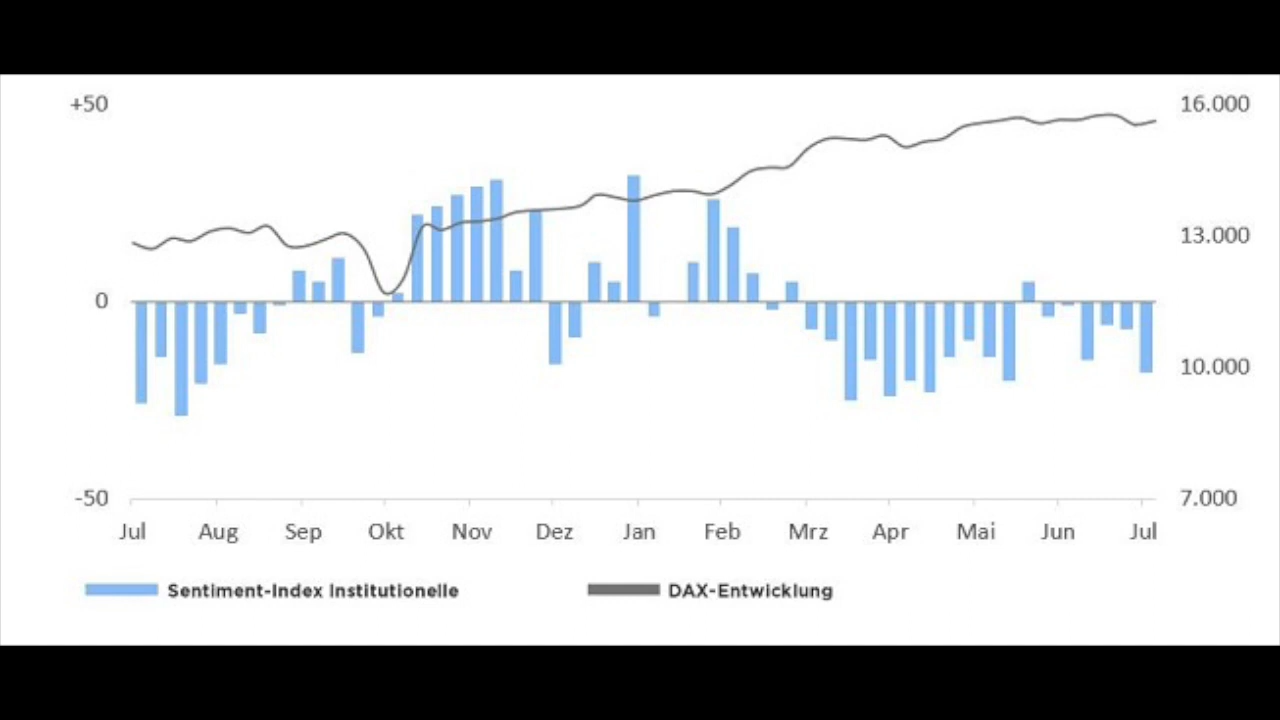 +50 16.000
13.000
0
10.000
-50 7.000
Jul Aug Sep Okt Nov Dez Jan Feb Mrz Apr Mai Jun Jul
Sentiment-Index Institutionelle DAX-Entwicklung